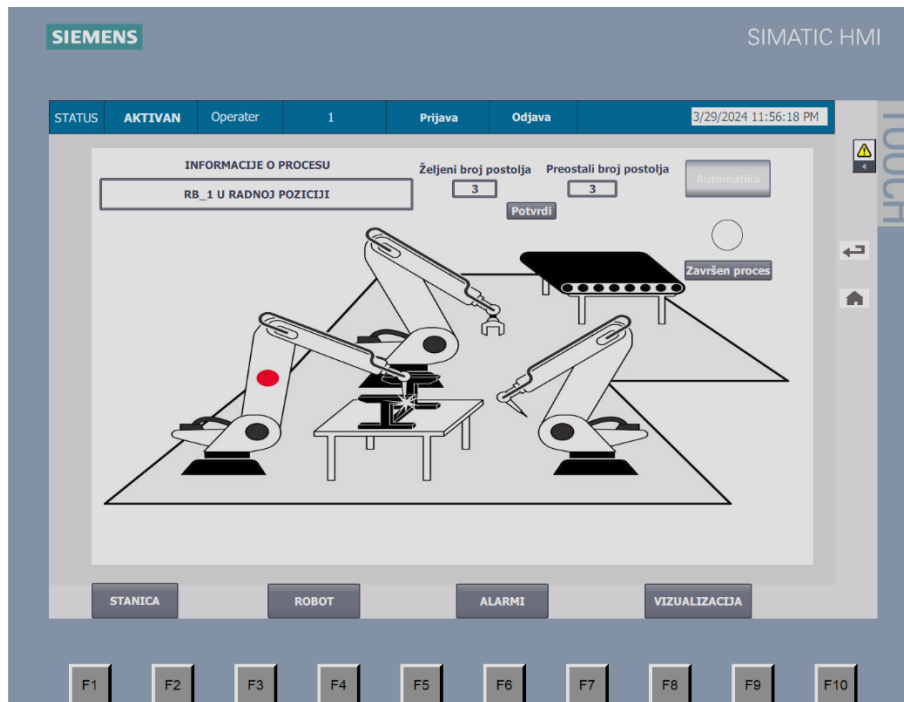 SIEMENS
SIMATIC HMI
TOUCH
STATUS AKTIVAN Operater 1 Prijava Odjava 3/29/2024 11:56:18 PM
4
INFORMACIJE O PROCESU
RB_1 U RADNOJ POZICIJI
Željeni broj postolja Preostali broj postolja
3 3
Potvrdi
Automatika
Završen proces
STANICA ROBOT ALARMI VIZUALIZACIJA
F1 F2 F3 F4 F5 F6 F7 F8 F9 F10